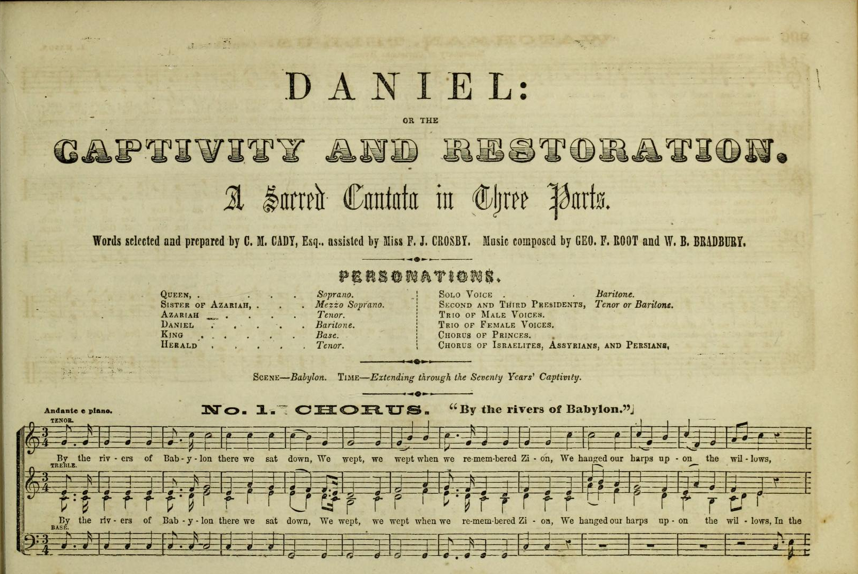 DANIEL:
OR THE
CAPTIVITY AND RESTORATION.
A Sacred Cantata in Three Parts.
Words selected and prepared by C. M. CADY, Esq., assisted by Miss F. J. CROSBY. Music composed by GEO. F. ROOT and W. B. BRADBURY.
PERSONATIONS.
QUEEN, . . . . . . Soprano.
SISTER OF AZARIAH, . . . . Mezzo Soprano.
AZARIAH . . . . Tenor.
DANIEL . . . . . . Baritone.
KING . . . . . . Base.
HERALD . . . . . . Tenor.
SOLO VOICE . Baritone.
SECOND AND THIRD PRESIDENTS, Tenor or Baritone.
TRIO OF MALE VOICES.
TRIO OF FEMALE VOICES.
CHORUS OF PRINCES.
CHORUS OF ISRAELITES, ASSYRIANS, AND PERSIANS,
SCENE—Babylon. TIME—Extending through the Seventy Years' Captivity.
No. 1. CHORUS. "By the rivers of Babylon."
Andante e piano.
TENOR.
By the riv - ers of Bab - y - lon there we sat down, We wept, we wept when we re-mem-bered Zi - on, We hanged our harps up - on the wil - lows,
TREBLE.
By the riv - ers of Bab - y - lon there we sat down, We wept, we wept when we re-mem-bered Zi - on, We hanged our harps up - on the wil - lows, In the
BASE.